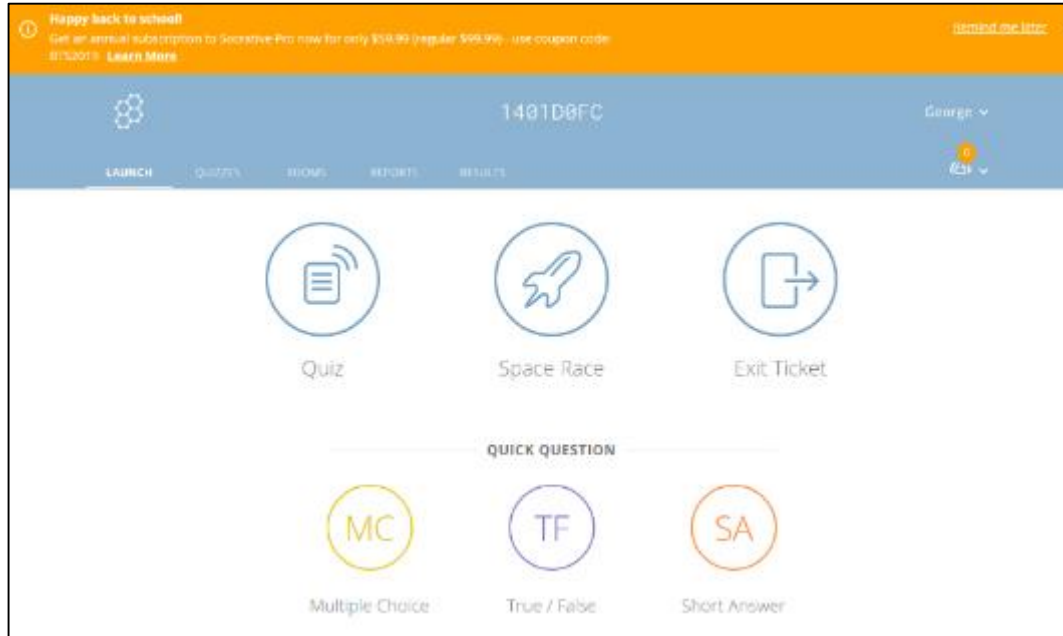 Happy back to school!
Get an annual subscription to Socrative Pro now for only $59.99 (regular $99.99) - use coupon code:
BTS2019 Learn More
Remind me later
1401D0FC
George
LAUNCH QUIZZES ROOMS REPORTS RESULTS
0
Quiz Space Race Exit Ticket
QUICK QUESTION
MC TF SA
Multiple Choice True / False Short Answer